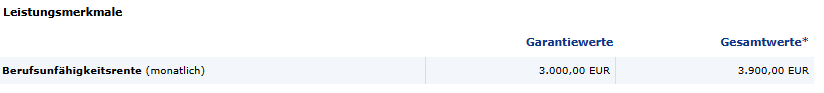 Leistungsmerkmale
Garantiewerte Gesamtwerte*
Berufsunfähigkeitsrente (monatlich) 3.000,00 EUR 3.900,00 EUR